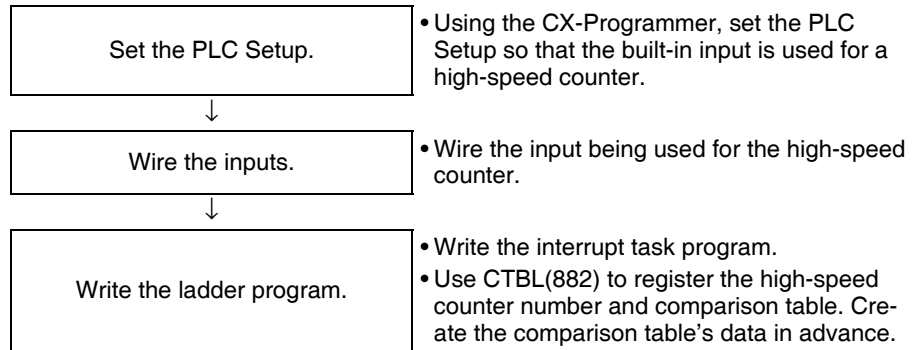 Set the PLC Setup.
• Using the CX-Programmer, set the PLC
Setup so that the built-in input is used for a
high-speed counter.
↓
Wire the inputs.
• Wire the input being used for the high-speed
counter.
↓
Write the ladder program.
• Write the interrupt task program.
• Use CTBL(882) to register the high-speed
counter number and comparison table. Cre-
ate the comparison table’s data in advance.